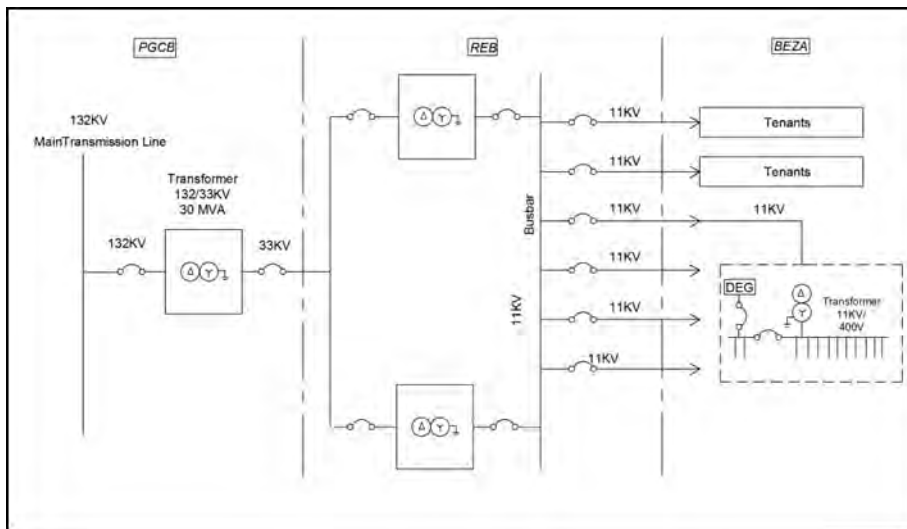 PGCB
REB
BEZA
132KV
MainTransmission Line
Transformer
132/33KV
30 MVA
132KV
33KV
Busbar
11KV
11KV
11KV
11KV
11KV
11KV
11KV
Tenants
Tenants
11KV
DEG
Transformer
11KV/
400V